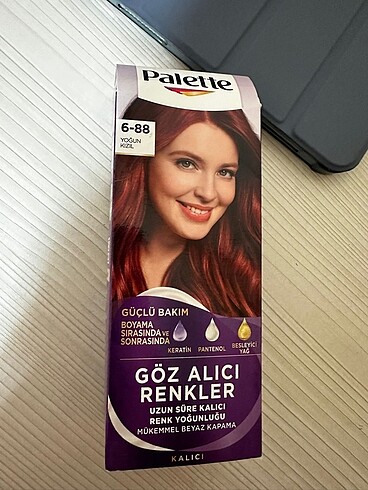 Palette
6-88
YOĞUN
KIZIL
GÜÇLÜ BAKIM
BOYAMA
SIRASINDA VE
SONRASINDA
KERATİN
PANTENOL
BESLEYİCİ
YAĞ
GÖZ ALICI
RENKLER
UZUN SÜRE KALICI
RENK YOĞUNLUĞU
MÜKEMMEL BEYAZ KAPAMA
KALICI